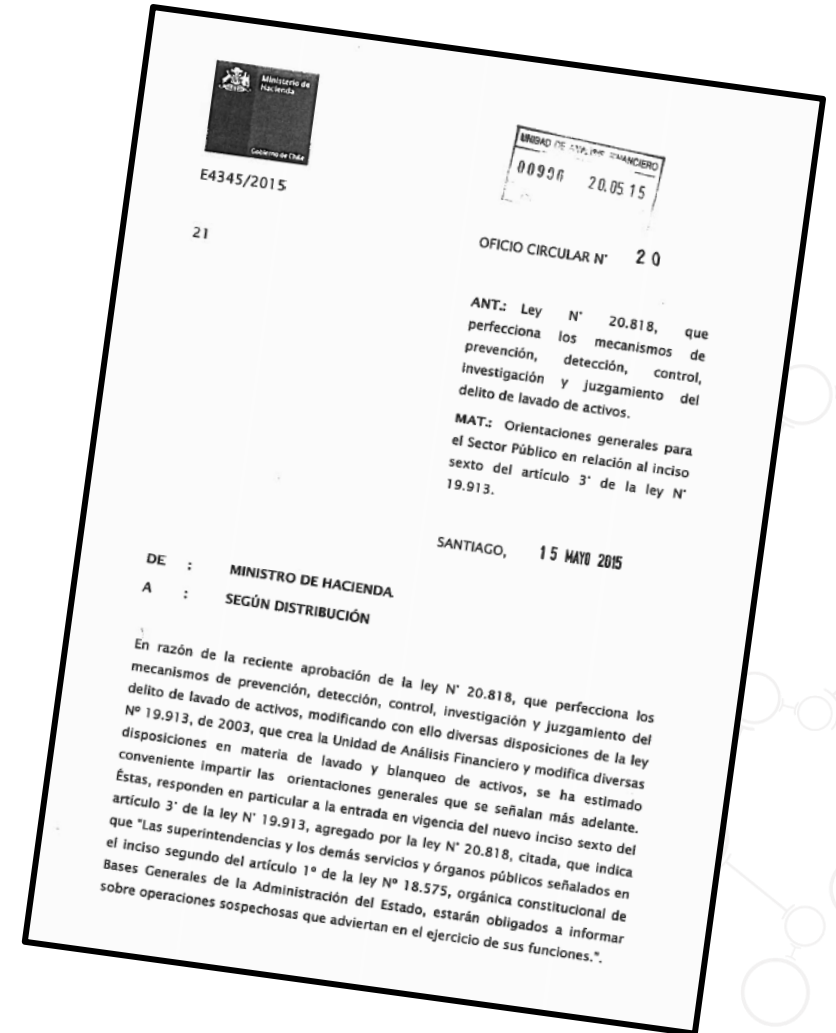 Ministerio de
Hacienda
Gobierno de Chile
E4345/2015
UNIDAD DE FINANCIERO
00996 20.05.15
21
OFICIO CIRCULAR N° 20
ANT.: Ley N° 20.818, que
perfecciona los mecanismos de
prevención, detección, control,
investigación y juzgamiento del
delito de lavado de activos.
MAT.: Orientaciones generales para
el Sector Público en relación al inciso
sexto del artículo 3° de la ley N°
19.913.
SANTIAGO, 15 MAYO 2015
DE : MINISTRO DE HACIENDA
A : SEGÚN DISTRIBUCIÓN
En razón de la reciente aprobación de la ley N° 20.818, que perfecciona los
mecanismos de prevención, detección, control, investigación y juzgamiento del
delito de lavado de activos, modificando con ello diversas disposiciones de la ley
Nº 19.913, de 2003, que crea la Unidad de Análisis Financiero y modifica diversas
disposiciones en materia de lavado y blanqueo de activos, se ha estimado
conveniente impartir las orientaciones generales que se señalan más adelante.
Éstas, responden en particular a la entrada en vigencia del nuevo inciso sexto del
artículo 3° de la ley N° 19.913, agregado por la ley N° 20.818, citada, que indica
que "Las superintendencias y los demás servicios y órganos públicos señalados en
el inciso segundo del artículo 1º de la ley Nº 18.575, orgánica constitucional de
Bases Generales de la Administración del Estado, estarán obligados a informar
sobre operaciones sospechosas que adviertan en el ejercicio de sus funciones.".